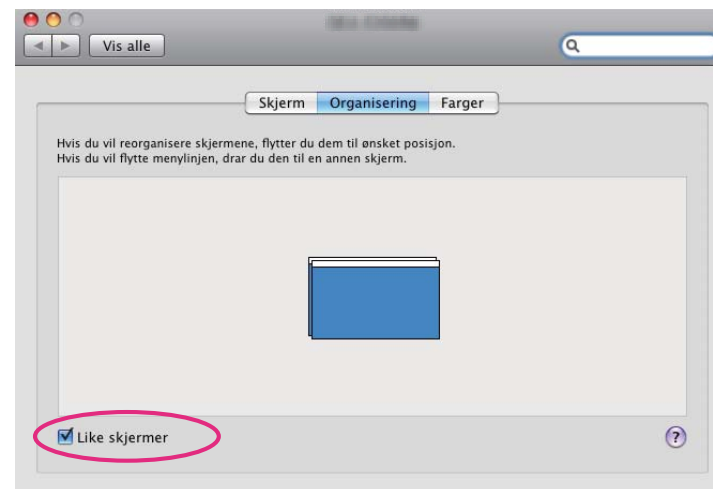 Vis alle
Skjerm Organisering Farger
Hvis du vil reorganisere skjermene, flytter du dem til ønsket posisjon.
Hvis du vil flytte menylinjen, drar du den til en annen skjerm.
Like skjermer
?